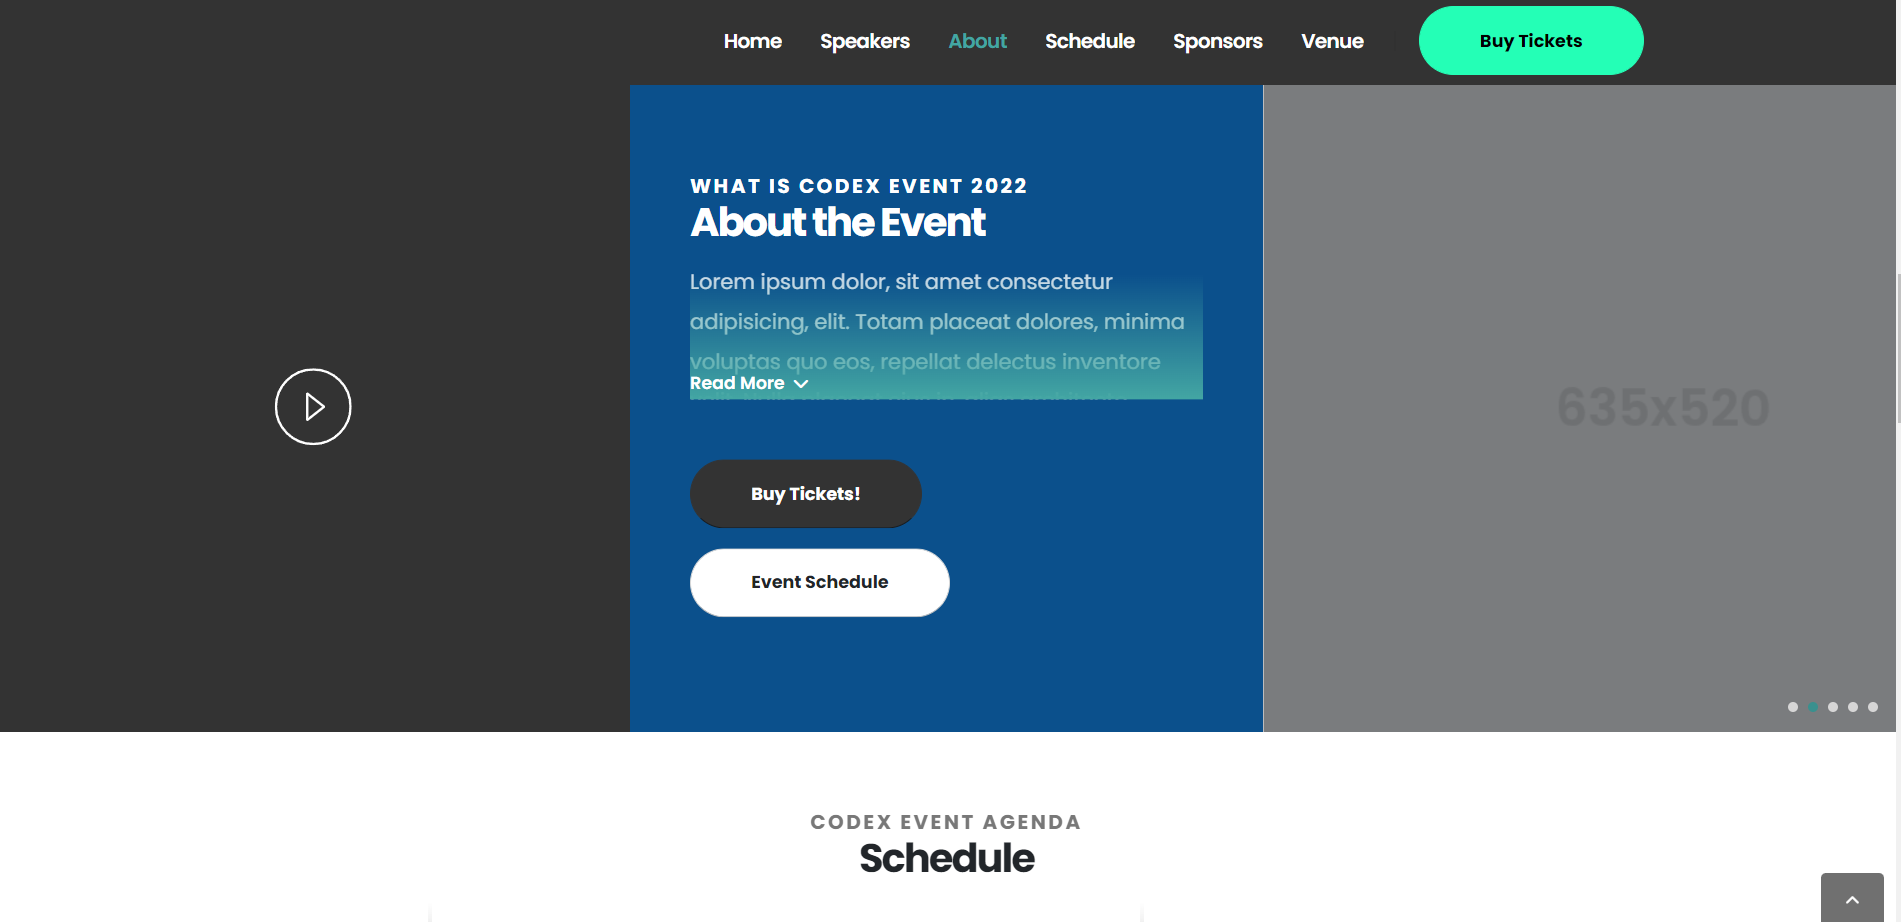 Home Speakers About Schedule Sponsors Venue Buy Tickets
WHAT IS CODEX EVENT 2022
About the Event
Lorem ipsum dolor, sit amet consectetur
adipisicing, elit. Totam placeat dolores, minima
voluptas quo eos, repellat delectus inventore
Read More
Buy Tickets!
Event Schedule
635x520
CODEX EVENT AGENDA
Schedule